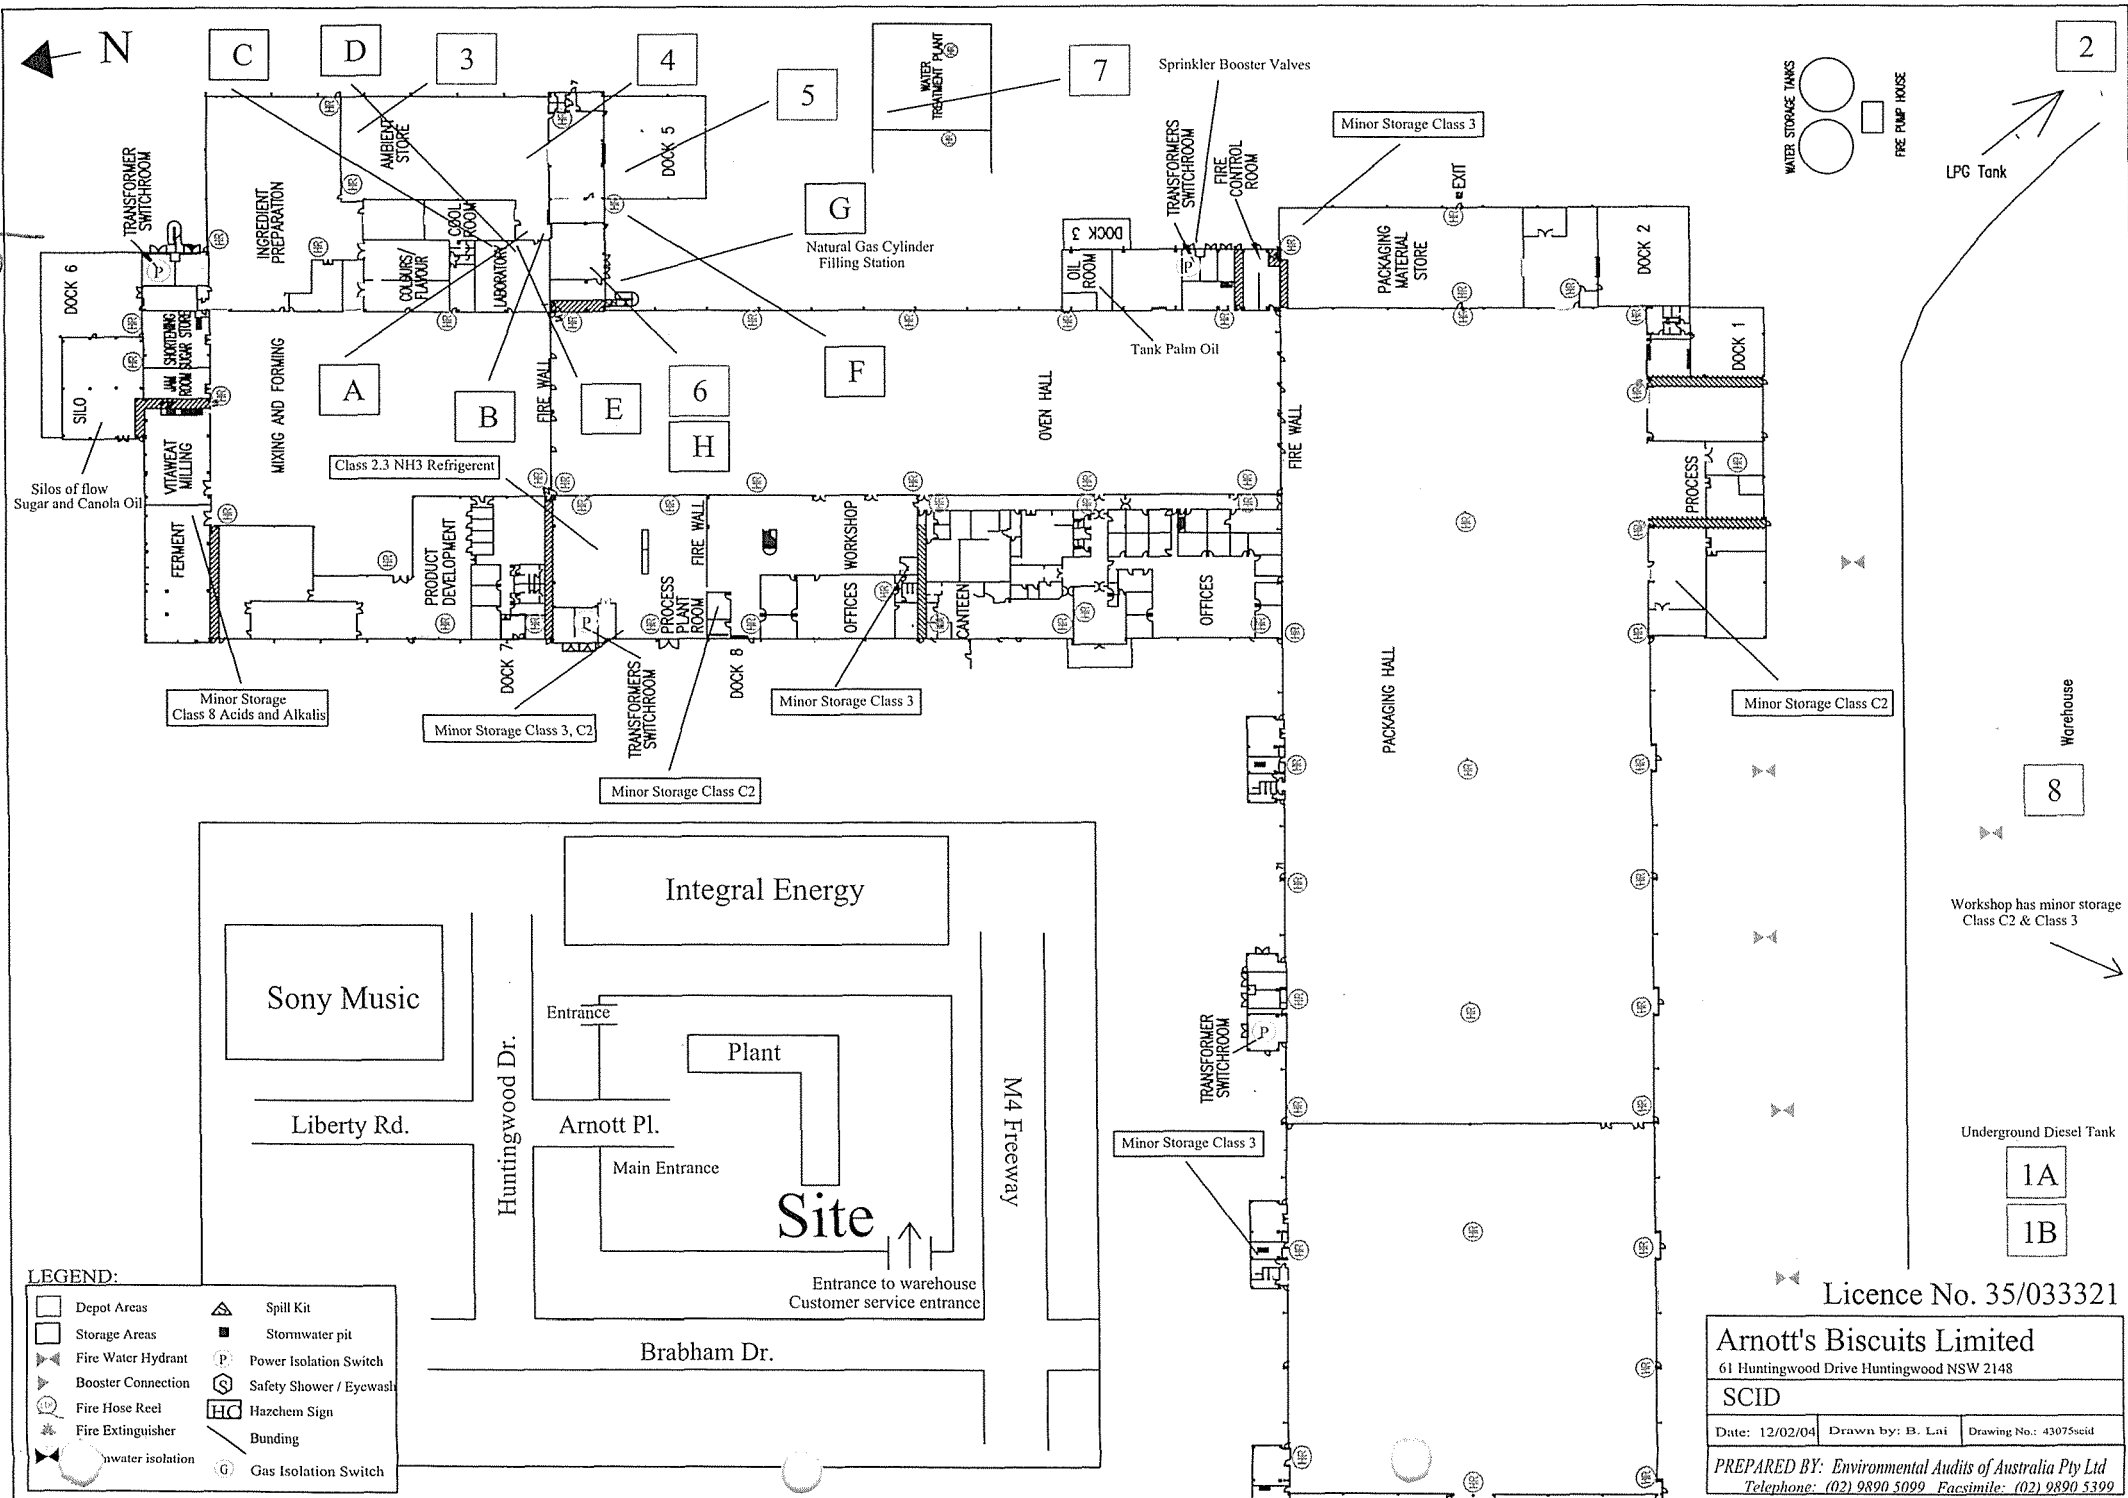 N
C
D
3
4
5
7
2
WATER
TREATMENT PLANT
HR
Sprinkler Booster Valves
Minor Storage Class 3
WATER STORAGE TANKS
FIRE PUMP HOUSE
LPG Tank
TRANSFORMER
SWITCHROOM
P
DOCK 6
INGREDIENT
PREPARATION
AMBIENT
STORE
COOL
ROOM
COLOURS/
FLAVOUR
LABORATORY
DOCK 5
G
Natural Gas Cylinder
Filling Station
TRANSFORMERS
SWITCHROOM
P
FIRE
CONTROL
ROOM
DOCK 3
OIL
ROOM
Tank Palm Oil
EXIT
PACKAGING
MATERIAL
STORE
DOCK 2
DOCK 1
SILO
JAM
ROOM
SHORTENING
SUGAR STORE
VITAWEAT
MILLING
MIXING AND FORMING
A
B
FIRE WALL
E
6
H
F
OVEN HALL
FIRE WALL
PROCESS
Silos of flow
Sugar and Canola Oil
Class 2.3 NH3 Refrigerent
FERMENT
PRODUCT
DEVELOPMENT
PROCESS
PLANT
ROOM
FIRE WALL
WORKSHOP
OFFICES
CANTEEN
OFFICES
P
DOCK 7
TRANSFORMERS
SWITCHROOM
DOCK 8
Minor Storage
Class 8 Acids and Alkalis
Minor Storage Class 3, C2
Minor Storage Class 3
Minor Storage Class C2
PACKAGING HALL
Minor Storage Class C2
Warehouse
8
Workshop has minor storage
Class C2 & Class 3
TRANSFORMER
SWITCHROOM
P
Minor Storage Class 3
Underground Diesel Tank
1A
1B
Integral Energy
Sony Music
Entrance
Plant
Huntingwood Dr.
Liberty Rd.
Arnott Pl.
Main Entrance
M4 Freeway
Site
Entrance to warehouse
Customer service entrance
Brabham Dr.
LEGEND:
Depot Areas
Storage Areas
Fire Water Hydrant
Booster Connection
Fire Hose Reel
Fire Extinguisher
nwater isolation
Spill Kit
Stormwater pit
P Power Isolation Switch
S Safety Shower / Eyewash
HC Hazchem Sign
Bunding
G Gas Isolation Switch
Licence No. 35/033321
Arnott's Biscuits Limited
61 Huntingwood Drive Huntingwood NSW 2148
SCID
Date: 12/02/04 Drawn by: B. Lai Drawing No.: 43075scid
PREPARED BY: Environmental Audits of Australia Pty Ltd
Telephone: (02) 9890 5099 Facsimile: (02) 9890 5399